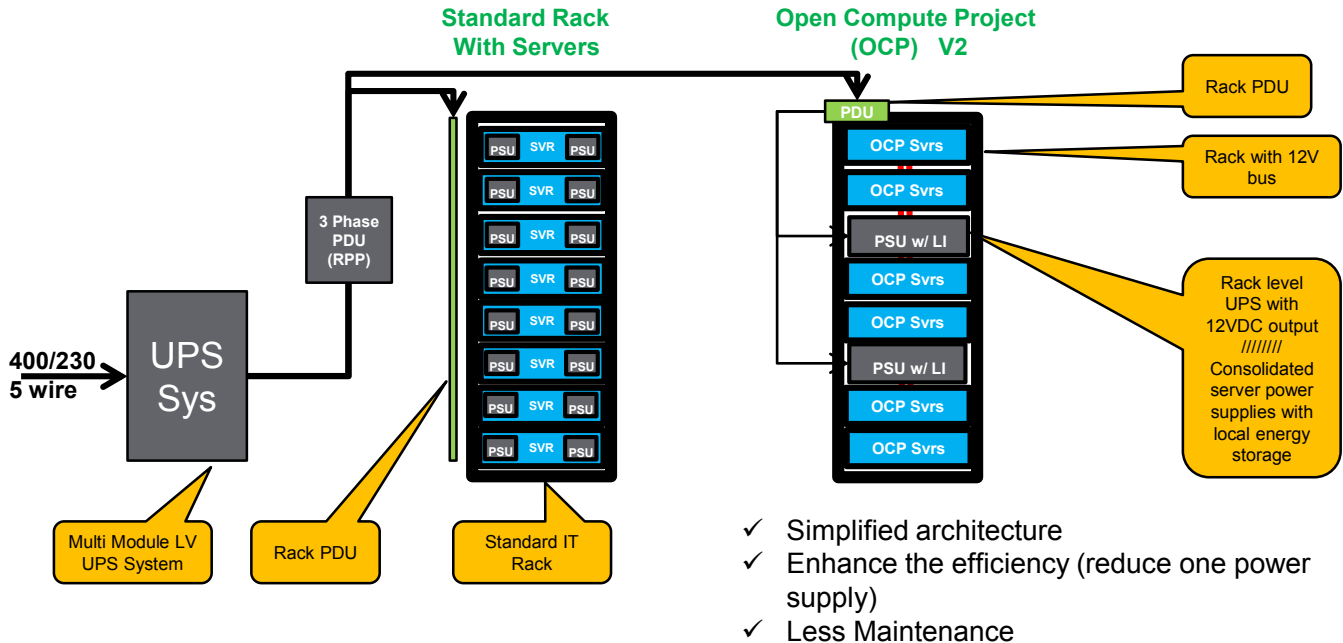 Standard Rack
With Servers
Open Compute Project
(OCP) V2
Rack PDU
PDU
Rack with 12V
bus
3 Phase
PDU
(RPP)
PSU SVR PSU
PSU SVR PSU
PSU SVR PSU
PSU SVR PSU
PSU SVR PSU
PSU SVR PSU
PSU SVR PSU
PSU SVR PSU
OCP Svrs
OCP Svrs
PSU w/ LI
OCP Svrs
OCP Svrs
PSU w/ LI
OCP Svrs
OCP Svrs
Rack level
UPS with
12VDC output
////////
Consolidated
server power
supplies with
local energy
storage
400/230
5 wire
UPS
Sys
Multi Module LV
UPS System
Rack PDU
Standard IT
Rack
✓ Simplified architecture
✓ Enhance the efficiency (reduce one power
supply)
✓ Less Maintenance